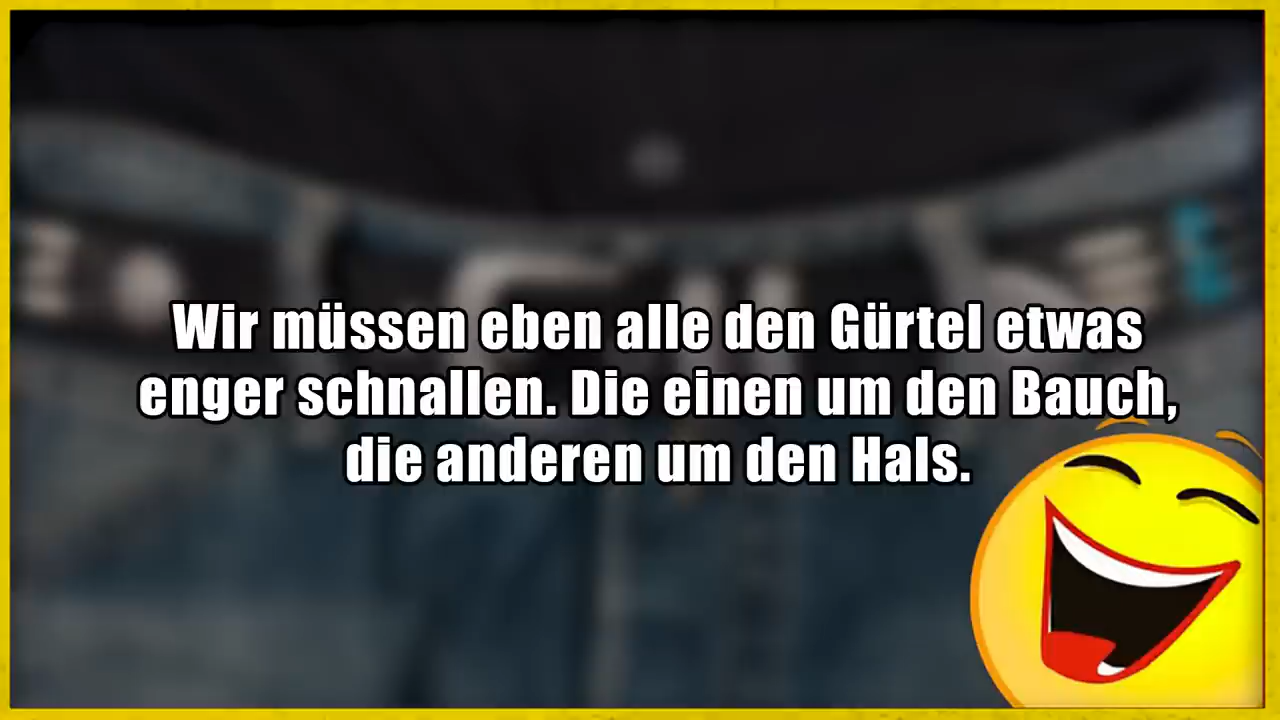 Wir müssen eben alle den Gürtel etwas
enger schnallen. Die einen um den Bauch,
die anderen um den Hals.